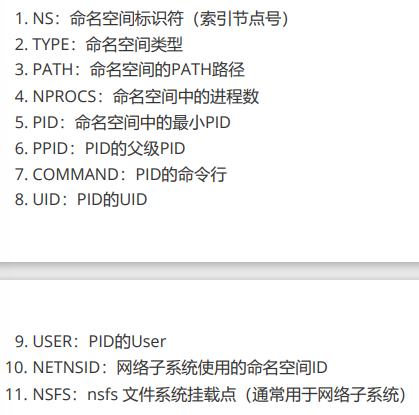 1. NS：命名空间标识符（索引节点号）
2. TYPE：命名空间类型
3. PATH：命名空间的PATH路径
4. NPROCS：命名空间中的进程数
5. PID：命名空间中的最小PID
6. PPID：PID的父级PID
7. COMMAND：PID的命令行
8. UID：PID的UID
9. USER：PID的User
10. NETNSID：网络子系统使用的命名空间ID
11. NSFS：nsfs 文件系统挂载点（通常用于网络子系统）